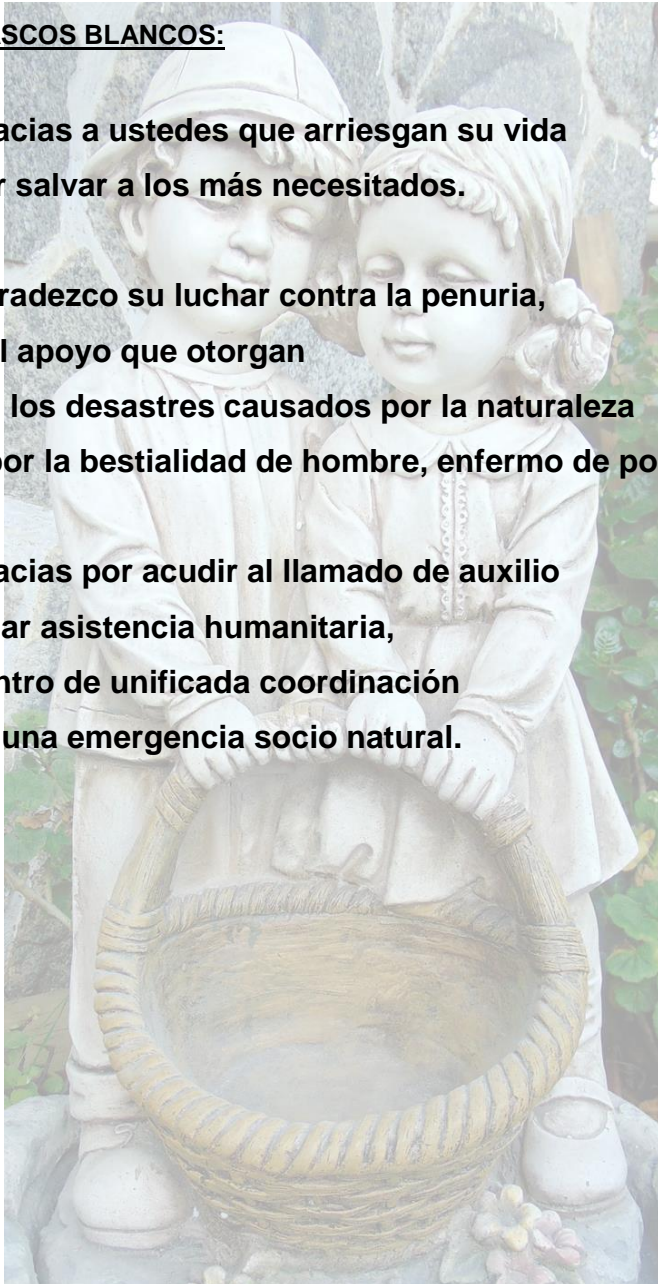 ASCOS BLANCOS:
acias a ustedes que arriesgan su vida
r salvar a los más necesitados.
radezco su luchar contra la penuria,
l apoyo que otorgan
los desastres causados por la naturaleza
por la bestialidad de hombre, enfermo de po
acias por acudir al llamado de auxilio
ar asistencia humanitaria,
ntro de unificada coordinación
una emergencia socio natural.